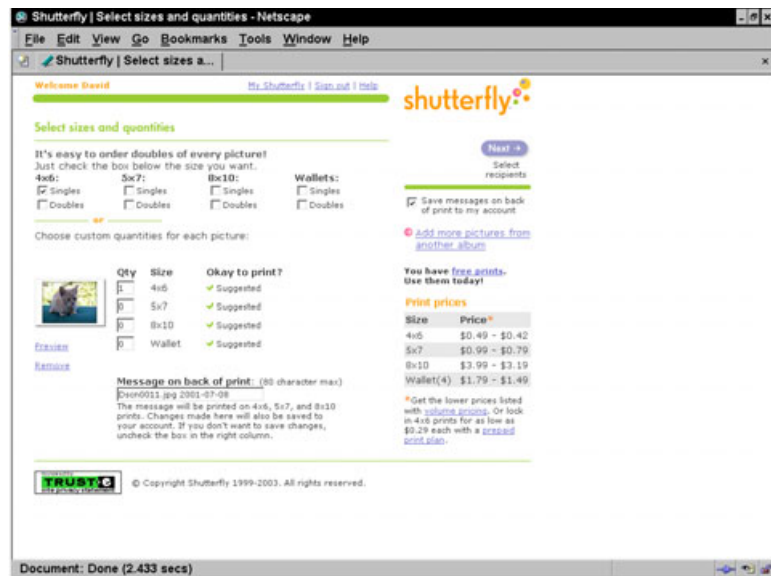 Shutterfly | Select sizes and quantities - Netscape
File Edit View Go Bookmarks Tools Window Help
Shutterfly | Select sizes a...
Welcome David
My Shutterfly | Sign out | Help
shutterfly
Select sizes and quantities
Next
Select
recipients
It's easy to order doubles of every picture!
Just check the box below the size you want.
4x6: 5x7: 8x10: Wallets:
Singles Singles Singles Singles
Doubles Doubles Doubles Doubles
or
Choose custom quantities for each picture:
Save messages on back
of print to my account
Add more pictures from
another album
You have free prints.
Use them today!
Qty Size Okay to print?
1 4x6 Suggested
0 5x7 Suggested
0 8x10 Suggested
0 Wallet Suggested
Preview
Remove
Message on back of print: (80 character max)
Dscn0011.jpg 2001-07-08
The message will be printed on 4x6, 5x7, and 8x10
prints. Changes made here will also be saved to
your account. If you don't want to save changes,
uncheck the box in the right column.
Print prices
Size Price*
4x6 $0.49 - $0.42
5x7 $0.99 - $0.79
8x10 $3.99 - $3.19
Wallet(4) $1.79 - $1.49
*Get the lower prices listed
with volume pricing. Or lock
in 4x6 prints for as low as
$0.29 each with a prepaid
print plan.
TRUSTe
site privacy statement
© Copyright Shutterfly 1999-2003. All rights reserved.
Document: Done (2.433 secs)